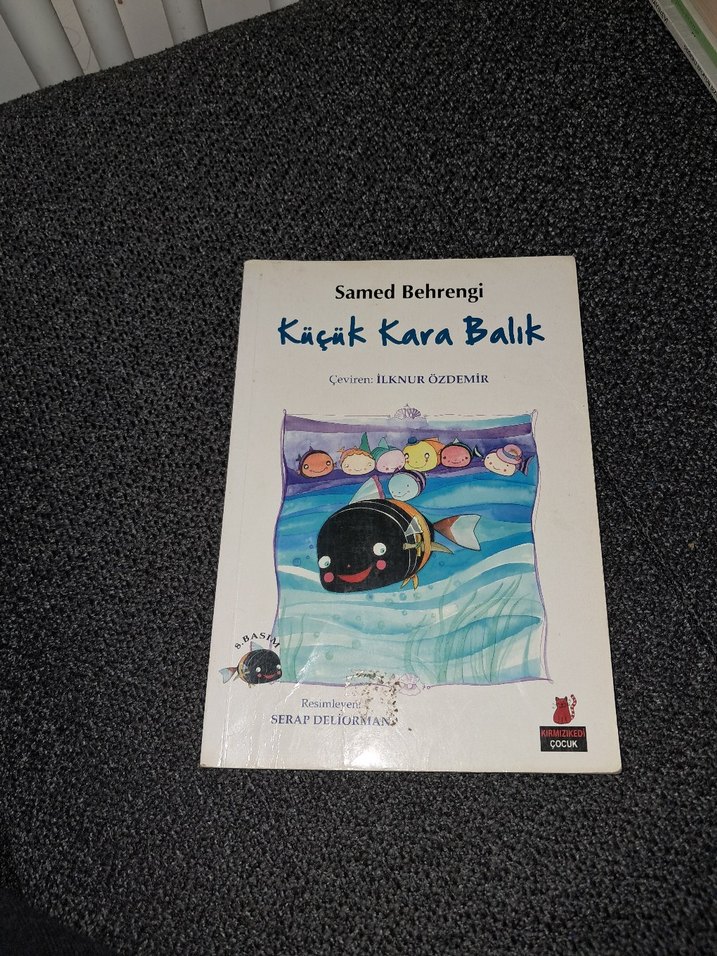 Samed Behrengi
Küçük Kara Balık
Çeviren: İLKNUR ÖZDEMİR
8. BASIM
Resimleyen:
SERAP DELİORMAN
KIRMIZIKEDİ
ÇOCUK